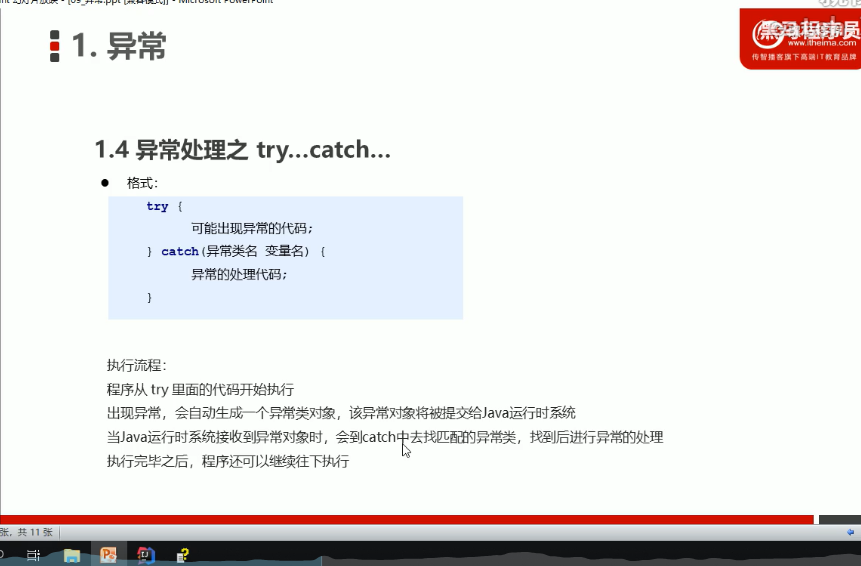 1. 异常
黑马程序员
www.itheima.com
传智播客旗下高端IT教育品牌
1.4 异常处理之 try…catch…
● 格式：
try {
可能出现异常的代码;
} catch(异常类名 变量名) {
异常的处理代码;
}
执行流程：
程序从 try 里面的代码开始执行
出现异常，会自动生成一个异常类对象，该异常对象将被提交给Java运行时系统
当Java运行时系统接收到异常对象时，会到catch中去找匹配的异常类，找到后进行异常的处理
执行完毕之后，程序还可以继续往下执行
张，共 11 张